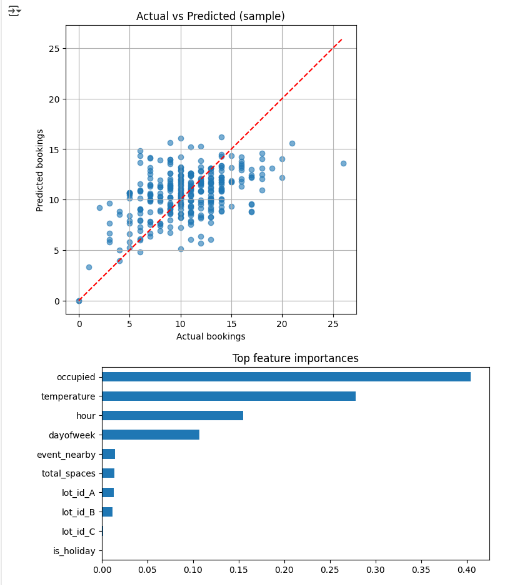 Actual vs Predicted (sample)
25
20
15
10
5
0
Predicted bookings
0 5 10 15 20 25
Actual bookings
Top feature importances
occupied
temperature
hour
dayofweek
event_nearby
total_spaces
lot_id_A
lot_id_B
lot_id_C
is_holiday
0.00 0.05 0.10 0.15 0.20 0.25 0.30 0.35 0.40